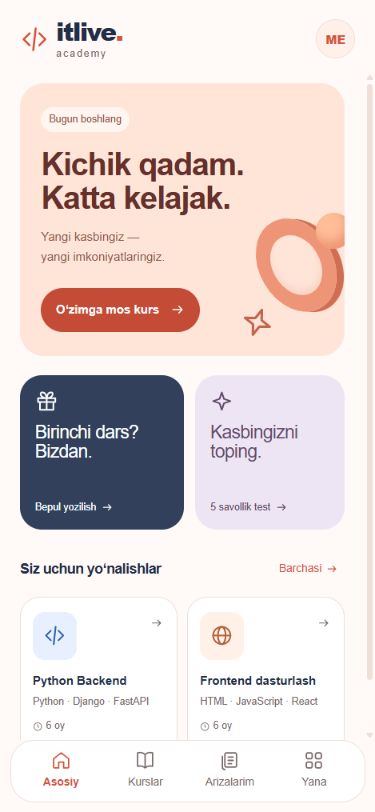 itlive.
academy
ME
Bugun boshlang
Kichik qadam.
Katta kelajak.
Yangi kasbingiz —
yangi imkoniyatlaringiz.
O‘zimga mos kurs →
Birinchi dars?
Bizdan.
Bepul yozilish →
Kasbingizni
toping.
5 savollik test →
Siz uchun yo‘nalishlar
Barchasi →
Python Backend
Python · Django · FastAPI
6 oy
Frontend dasturlash
HTML · JavaScript · React
6 oy
Asosiy
Kurslar
Arizalarim
Yana